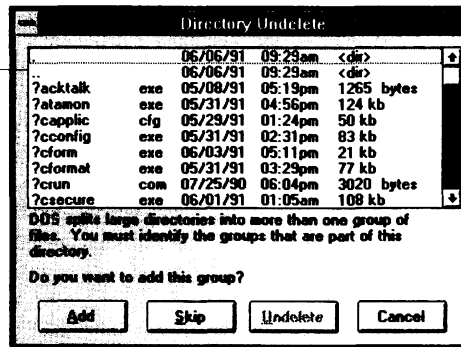 Directory Undelete
. 06/06/91 09:29am <dir>
.. 06/06/91 09:29am <dir>
?acktalk exe 05/08/91 05:19pm 1265 bytes
?atamon exe 05/31/91 04:56pm 124 kb
?capplic cfg 05/29/91 01:24pm 50 kb
?cconfig exe 05/31/91 02:31pm 83 kb
?cform exe 06/03/91 05:11pm 21 kb
?cformat exe 05/31/91 03:29pm 77 kb
?crun com 07/25/90 06:04pm 3020 bytes
?csecure exe 06/01/91 01:05am 108 kb
DOS splits large directories into more than one group of
files. You must identify the groups that are part of this
directory.
Do you want to add this group?
Add Skip Undelete Cancel